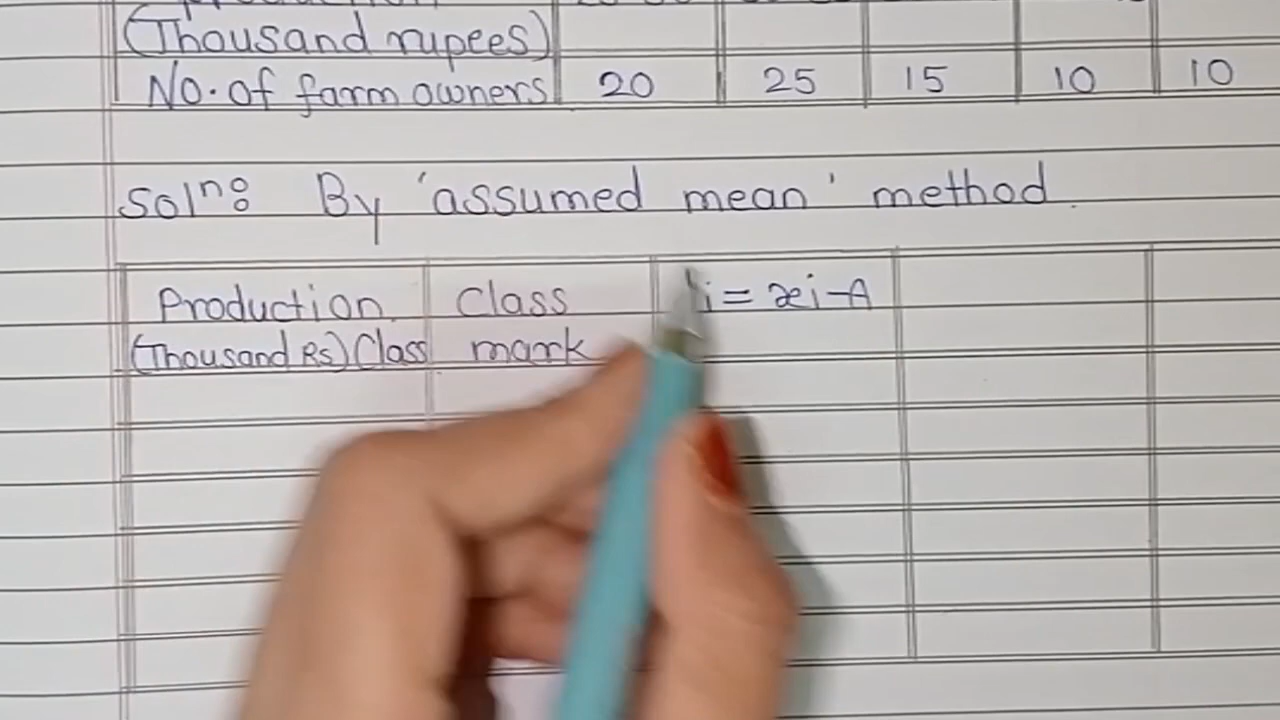 (Thousand rupees)
No. of farm owners 20 25 15 10 10
Solⁿ: By 'assumed mean' method
Production Class i = xi-A
(Thousand Rs) Class mark